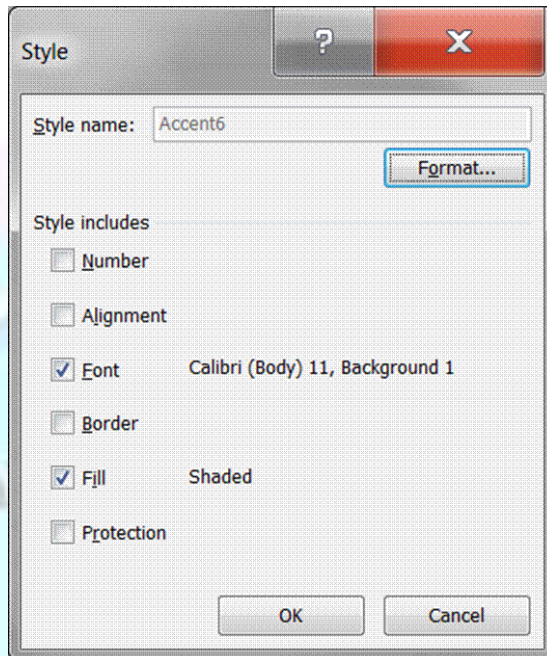 Style
Style name: Accent6
Format...
Style includes
Number
Alignment
Font Calibri (Body) 11, Background 1
Border
Fill Shaded
Protection
OK Cancel